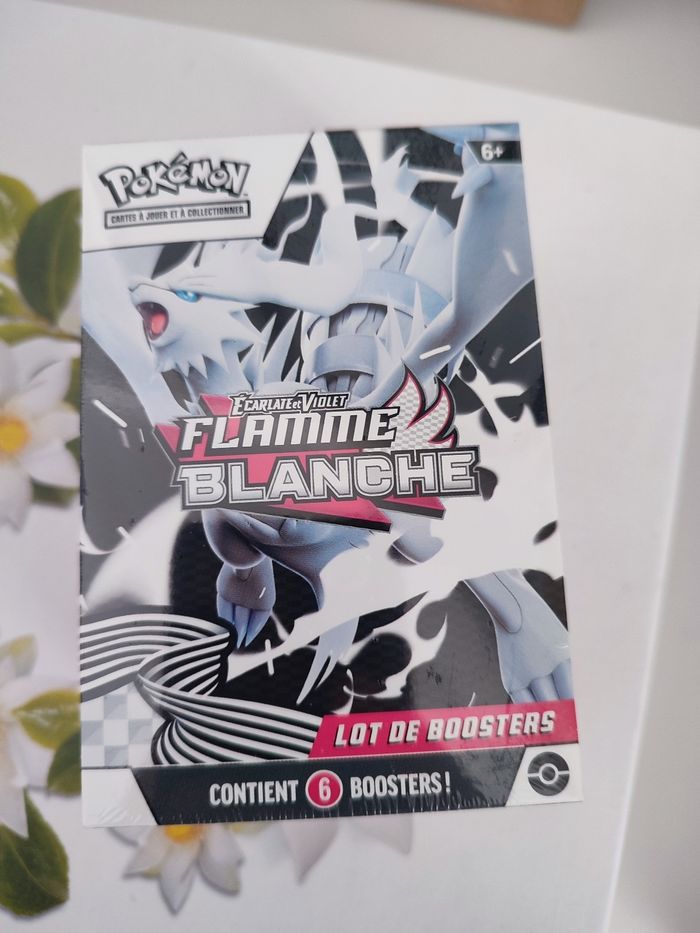 6+
POKÉMON
CARTES À JOUER ET À COLLECTIONNER
ÉCARLATE ET VIOLET
FLAMME
BLANCHE
LOT DE BOOSTERS
CONTIENT 6 BOOSTERS !